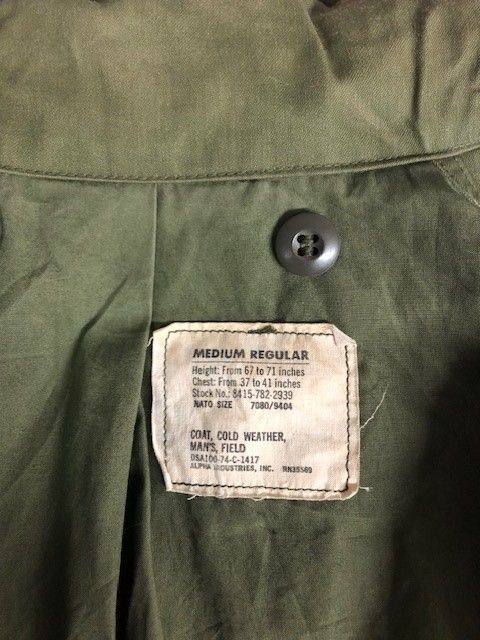 MEDIUM REGULAR
Height: From 67 to 71 inches
Chest: From 37 to 41 inches
Stock No.: 8415-782-2939
NATO SIZE 7080/9404
COAT, COLD WEATHER,
MAN'S, FIELD
DSA100-74-C-1417
ALPHA INDUSTRIES, INC. RN35589